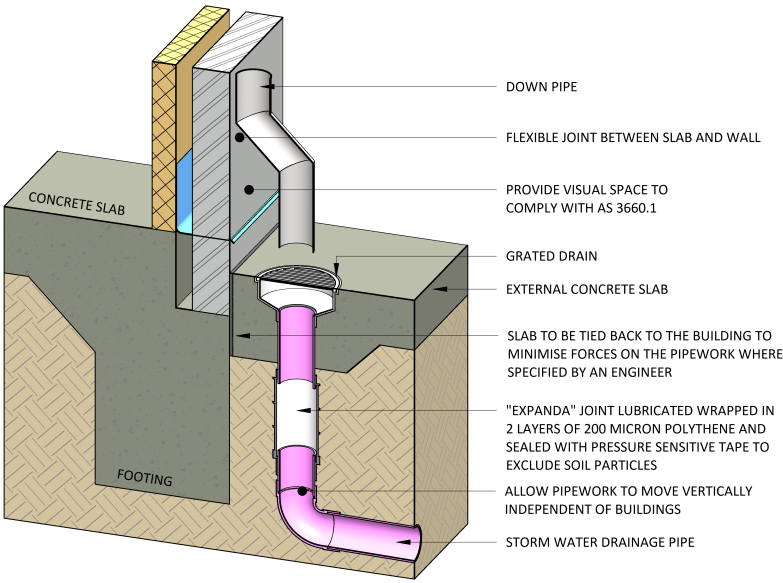 DOWN PIPE
FLEXIBLE JOINT BETWEEN SLAB AND WALL
PROVIDE VISUAL SPACE TO
COMPLY WITH AS 3660.1
CONCRETE SLAB
GRATED DRAIN
EXTERNAL CONCRETE SLAB
SLAB TO BE TIED BACK TO THE BUILDING TO
MINIMISE FORCES ON THE PIPEWORK WHERE
SPECIFIED BY AN ENGINEER
"EXPANDA" JOINT LUBRICATED WRAPPED IN
2 LAYERS OF 200 MICRON POLYTHENE AND
SEALED WITH PRESSURE SENSITIVE TAPE TO
EXCLUDE SOIL PARTICLES
FOOTING
ALLOW PIPEWORK TO MOVE VERTICALLY
INDEPENDENT OF BUILDINGS
STORM WATER DRAINAGE PIPE